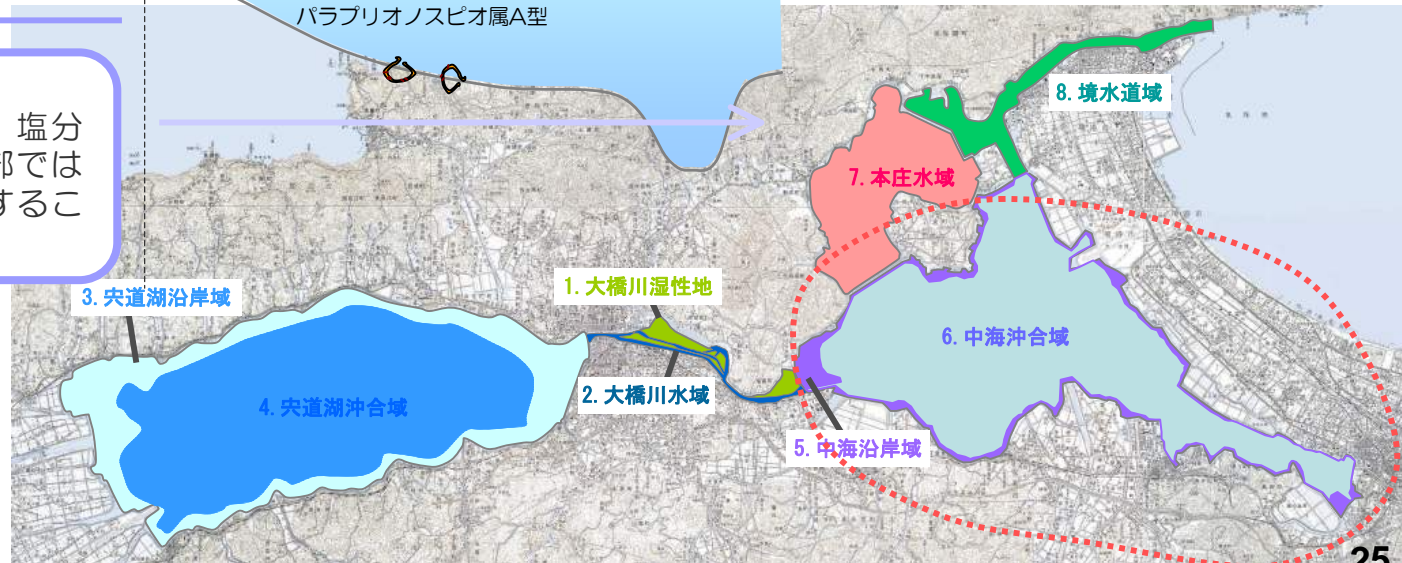 パラプリオノスピオ属A型
塩分
部では
するこ
8. 境水道域
7. 本庄水域
3. 宍道湖沿岸域
1. 大橋川湿性地
6. 中海沖合域
2. 大橋川水域
4. 宍道湖沖合域
5. 中海沿岸域
25